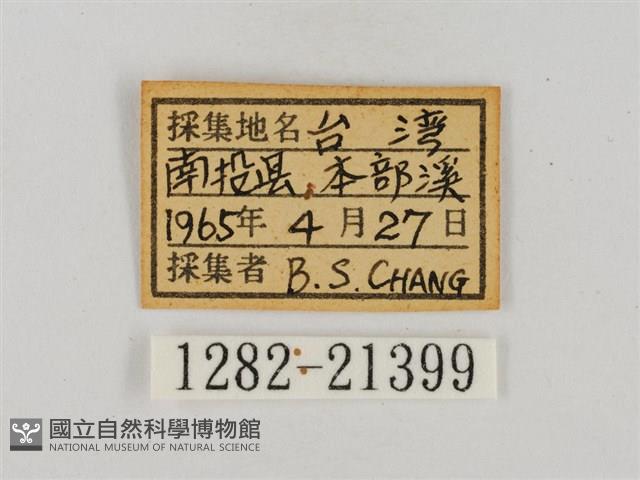 採集地名 台 湾
南投县 本部溪
1965年 4 月 27 日
採集者 B. S. CHANG
1282-21399
國立自然科學博物館
NATIONAL MUSEUM OF NATURAL SCIENCE